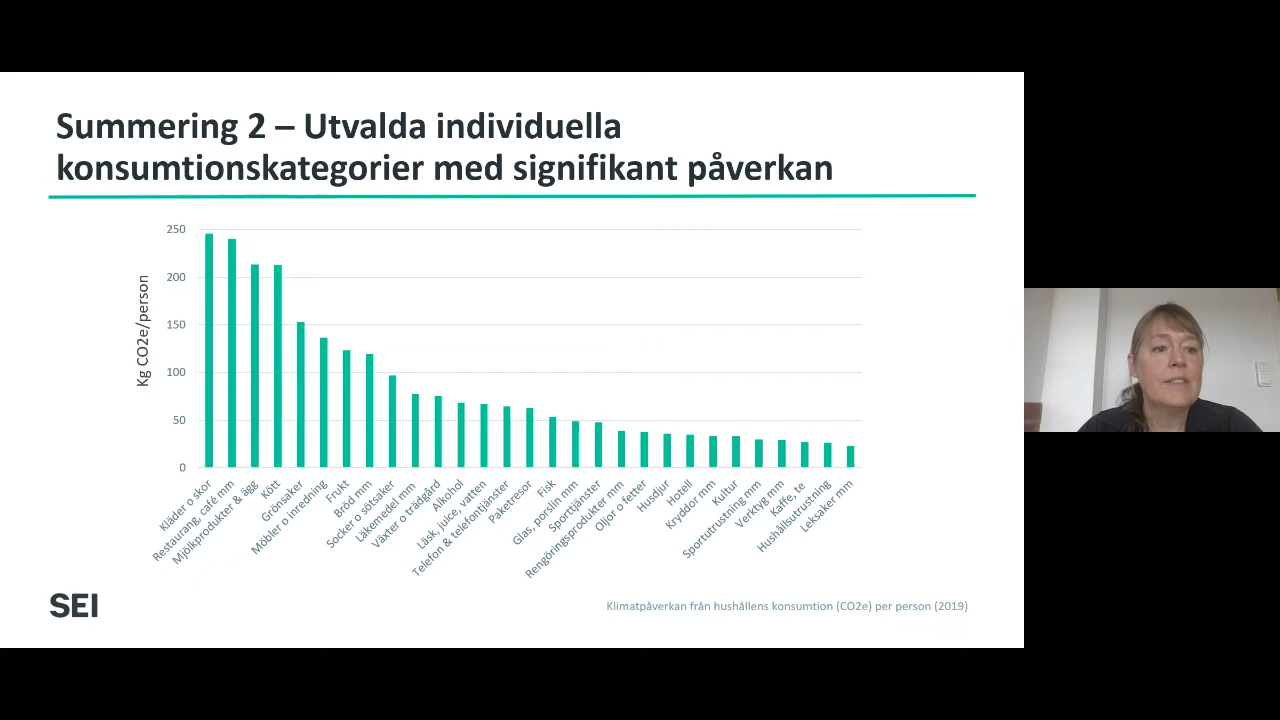 Summering 2 – Utvalda individuella
konsumtionskategorier med signifikant påverkan
Kg CO2e/person
250
200
150
100
50
0
Kläder o skor
Restaurang, café mm
Mjölkprodukter & ägg
Kött
Grönsaker
Möbler o inredning
Frukt
Bröd mm
Socker o sötsaker
Läkemedel mm
Växter o trädgård
Alkohol
Läsk, juice, vatten
Telefon & telefontjänster
Paketresor
Fisk
Glas, porslin mm
Sporttjänster
Rengöringsprodukter mm
Oljor o fetter
Husdjur
Hotell
Kryddor mm
Kultur
Sportutrustning mm
Verktyg mm
Kaffe, te
Hushållsutrustning
Leksaker mm
SEI
Klimatpåverkan från hushållens konsumtion (CO2e) per person (2019)